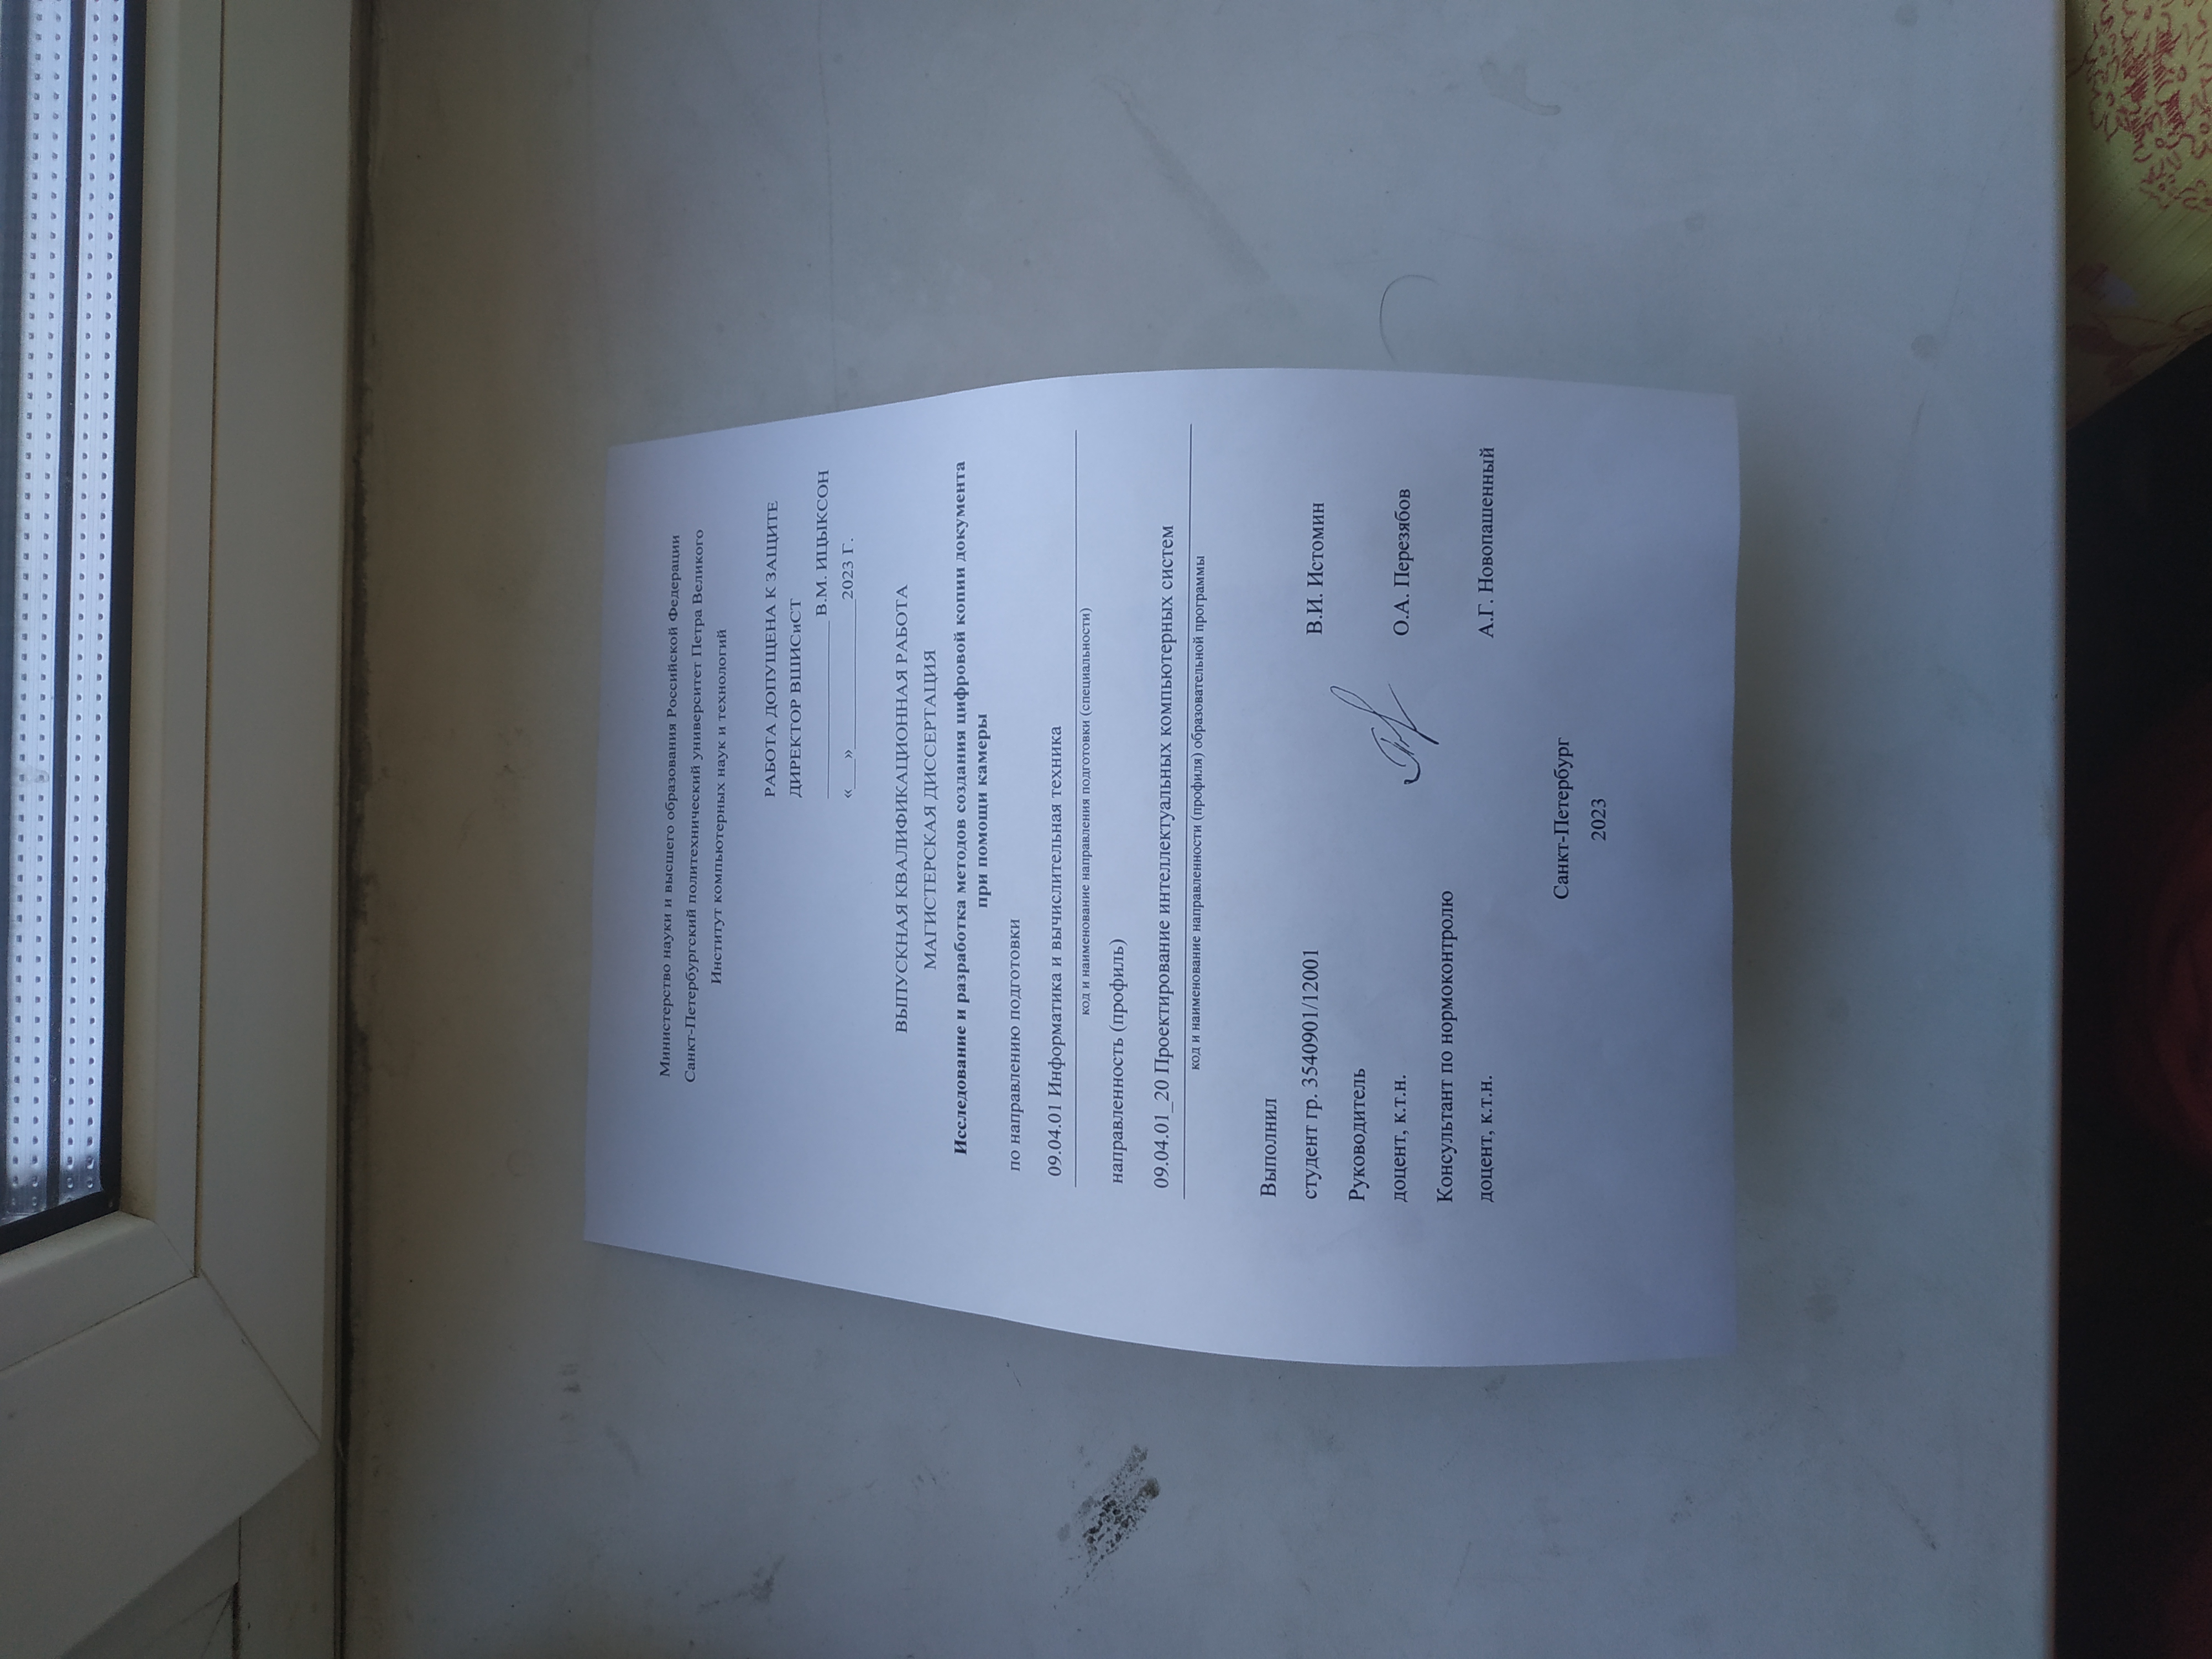 Министерство науки и высшего образования Российской Федерации
Санкт-Петербургский политехнический университет Петра Великого
Институт компьютерных наук и технологий
РАБОТА ДОПУЩЕНА К ЗАЩИТЕ
ДИРЕКТОР ВШИСиСТ
_______________ В.М. ИЦЫКСОН
«___»_______________2023 Г.
ВЫПУСКНАЯ КВАЛИФИКАЦИОННАЯ РАБОТА
МАГИСТЕРСКАЯ ДИССЕРТАЦИЯ
Исследование и разработка методов создания цифровой копии документа
при помощи камеры
по направлению подготовки
09.04.01 Информатика и вычислительная техника
код и наименование направления подготовки (специальности)
направленность (профиль)
09.04.01_20 Проектирование интеллектуальных компьютерных систем
код и наименование направленности (профиля) образовательной программы
Выполнил
студент гр. 3540901/12001 В.И. Истомин
Руководитель
доцент, к.т.н. О.А. Перезябов
Консультант по нормоконтролю
доцент, к.т.н. А.Г. Новопашенный
Санкт-Петербург
2023